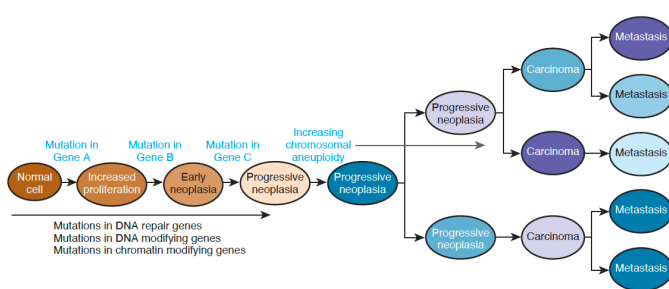 Mutation in
Gene A
Mutation in
Gene B
Mutation in
Gene C
Increasing
chromosomal
aneuploidy
Normal
cell
Increased
proliferation
Early
neoplasia
Progressive
neoplasia
Progressive
neoplasia
Mutations in DNA repair genes
Mutations in DNA modifying genes
Mutations in chromatin modifying genes
Progressive
neoplasia
Carcinoma
Metastasis
Metastasis
Carcinoma
Metastasis
Progressive
neoplasia
Carcinoma
Metastasis
Metastasis